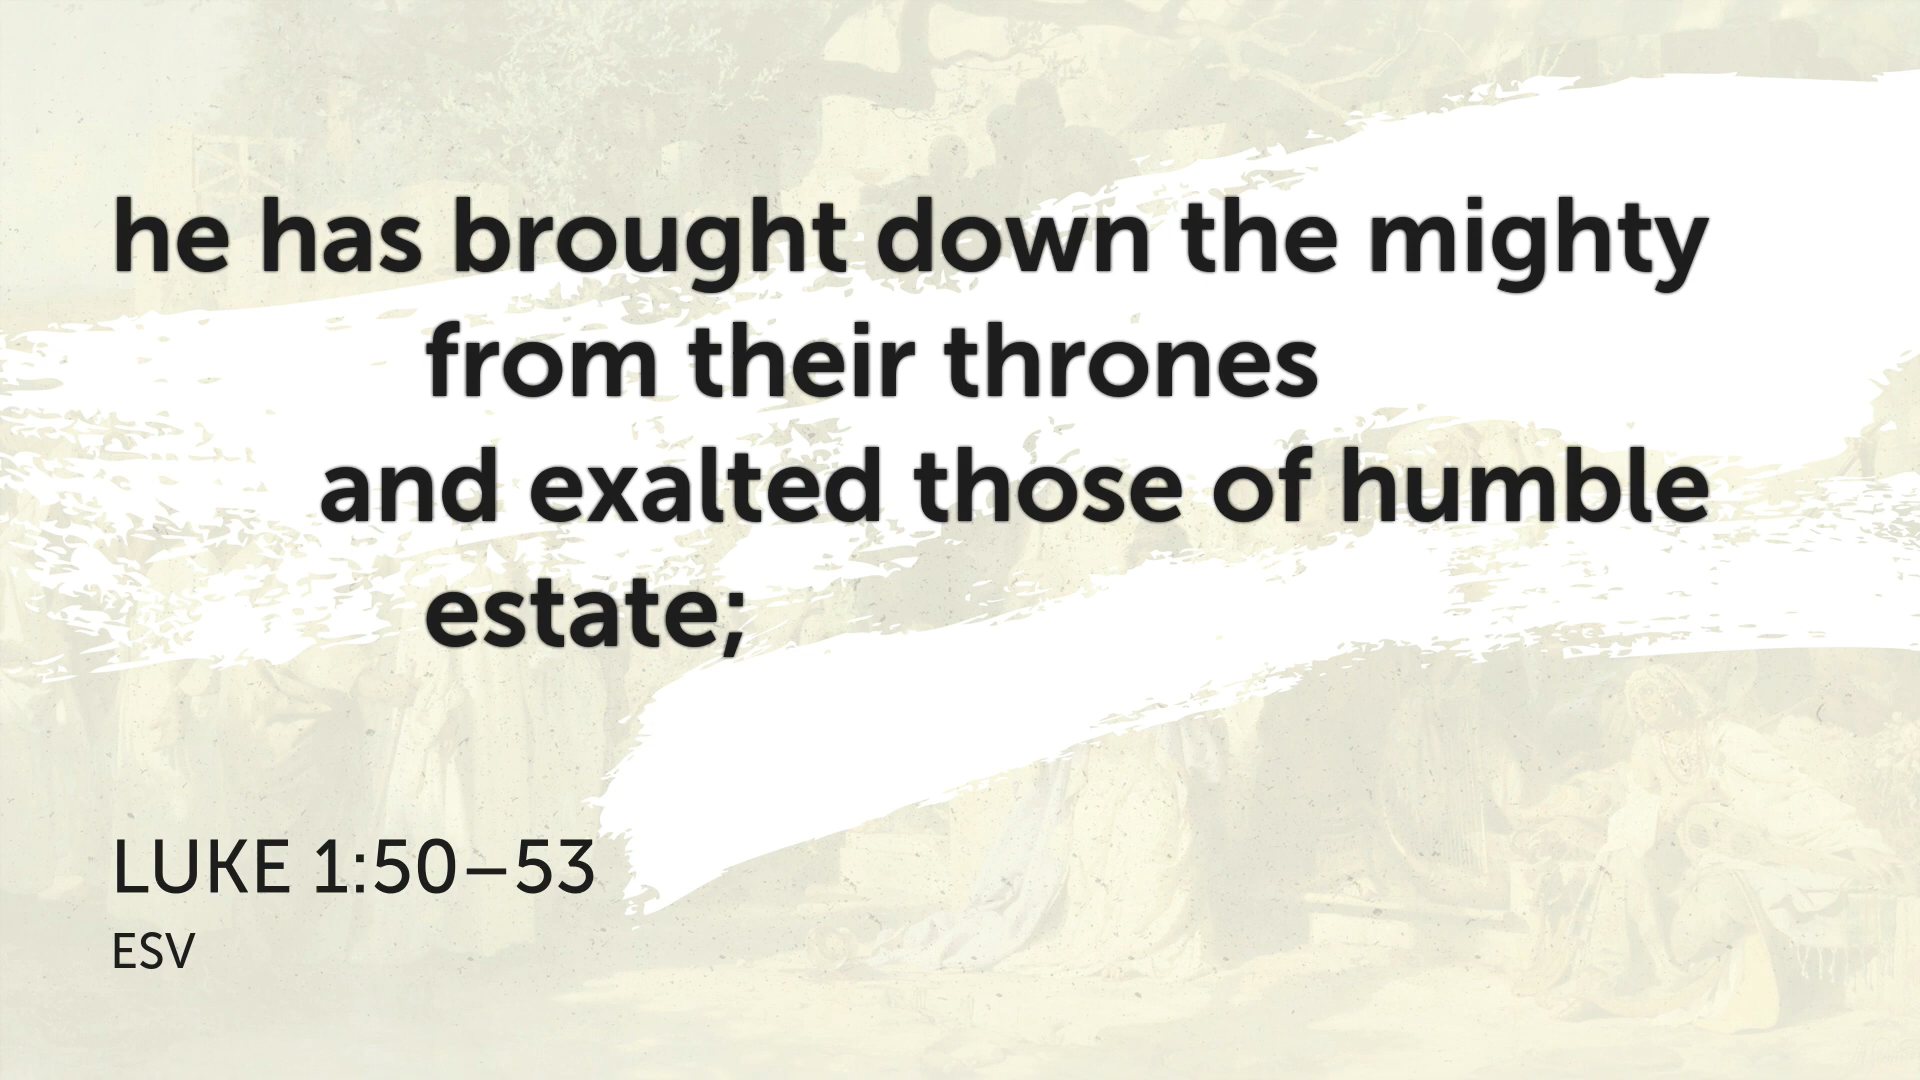 he has brought down the mighty
from their thrones
and exalted those of humble
estate;
LUKE 1:50–53
ESV